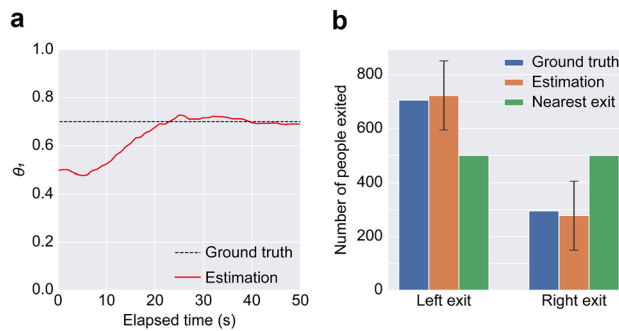 a
1.0
0.8
0.6
0.4
0.2
0.0
θ1
0 10 20 30 40 50
Elapsed time (s)
Ground truth
Estimation
b
800
600
400
200
0
Number of people exited
Ground truth
Estimation
Nearest exit
Left exit Right exit